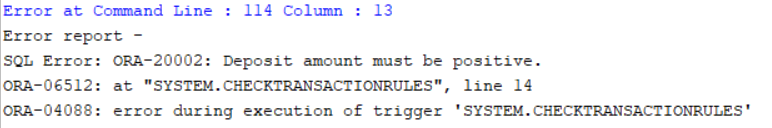 Error at Command Line : 114 Column : 13
Error report -
SQL Error: ORA-20002: Deposit amount must be positive.
ORA-06512: at "SYSTEM.CHECKTRANSACTIONRULES", line 14
ORA-04088: error during execution of trigger 'SYSTEM.CHECKTRANSACTIONRULES'